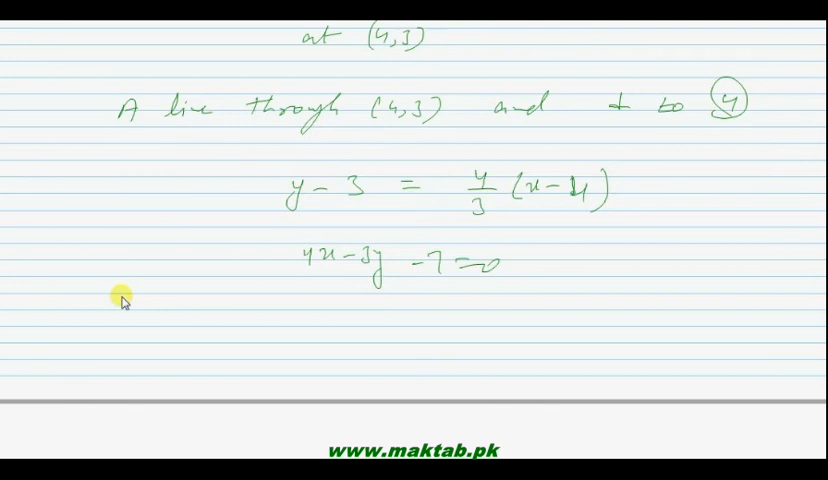 at (4,3)
A line through (4,3) and ⊥ to (4)
y - 3 = 4/3 (x - 4)
4x - 3y - 7 = 0
www.maktab.pk